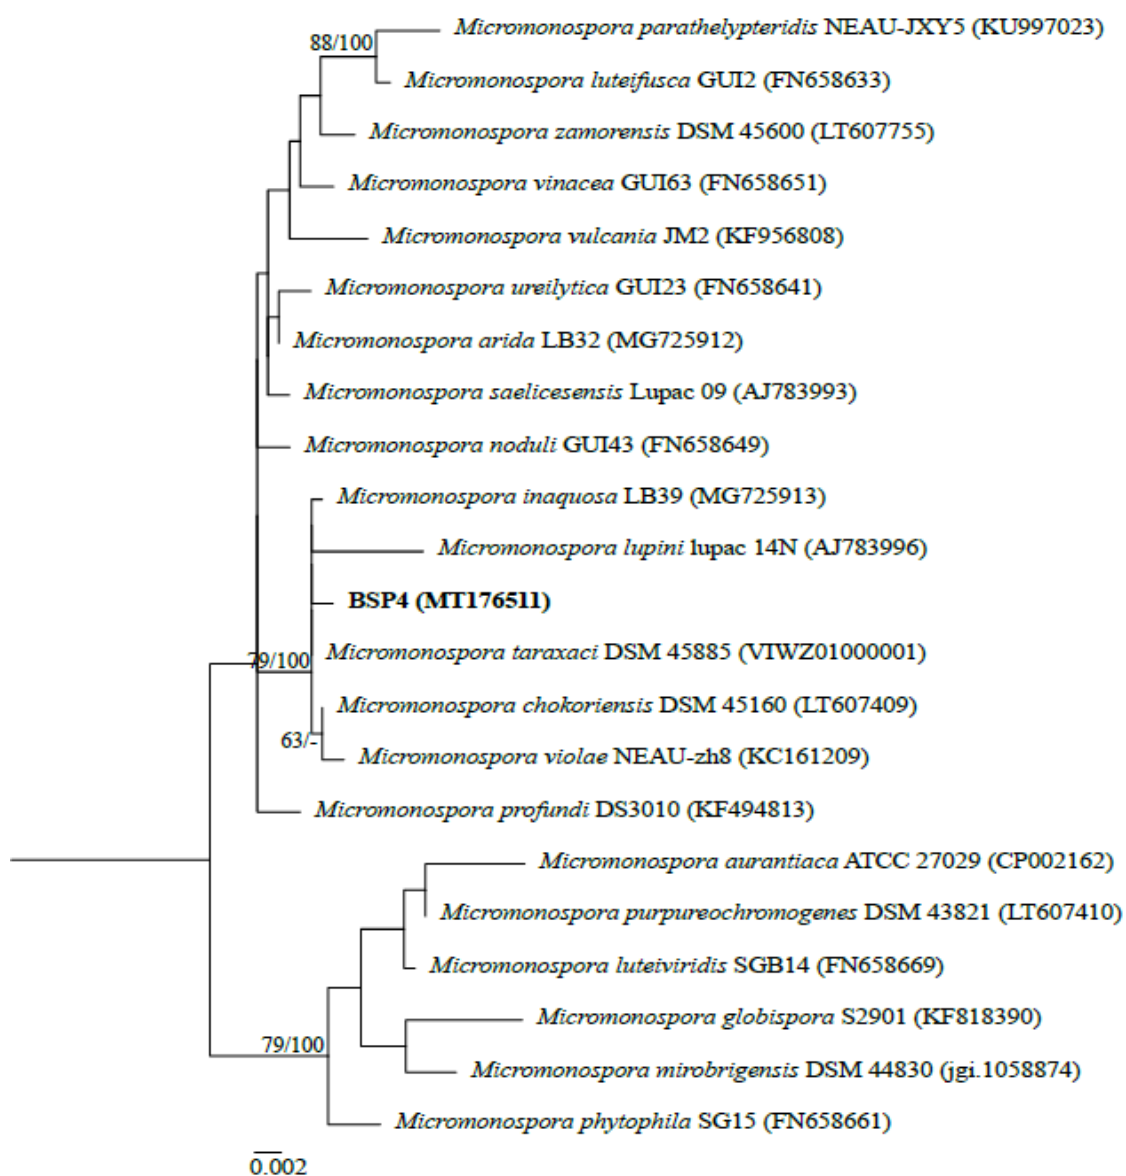 Micromonospora parathelypteridis NEAU-JXY5 (KU997023)
88/100
Micromonospora luteifusca GUI2 (FN658633)
Micromonospora zamorensis DSM 45600 (LT607755)
Micromonospora vinacea GUI63 (FN658651)
Micromonospora vulcania JM2 (KF956808)
Micromonospora ureilytica GUI23 (FN658641)
Micromonospora arida LB32 (MG725912)
Micromonospora saelicesensis Lupac 09 (AJ783993)
Micromonospora noduli GUI43 (FN658649)
Micromonospora inaquosa LB39 (MG725913)
Micromonospora lupini lupac 14N (AJ783996)
BSP4 (MT176511)
Micromonospora taraxaci DSM 45885 (VIWZ01000001)
79/100
Micromonospora chokoriensis DSM 45160 (LT607409)
63/-
Micromonospora violae NEAU-zh8 (KC161209)
Micromonospora profundi DS3010 (KF494813)
Micromonospora aurantiaca ATCC 27029 (CP002162)
Micromonospora purpureochromogenes DSM 43821 (LT607410)
Micromonospora luteiviridis SGB14 (FN658669)
Micromonospora globispora S2901 (KF818390)
79/100
Micromonospora mirobrigensis DSM 44830 (jgi.1058874)
Micromonospora phytophila SG15 (FN658661)
0.002